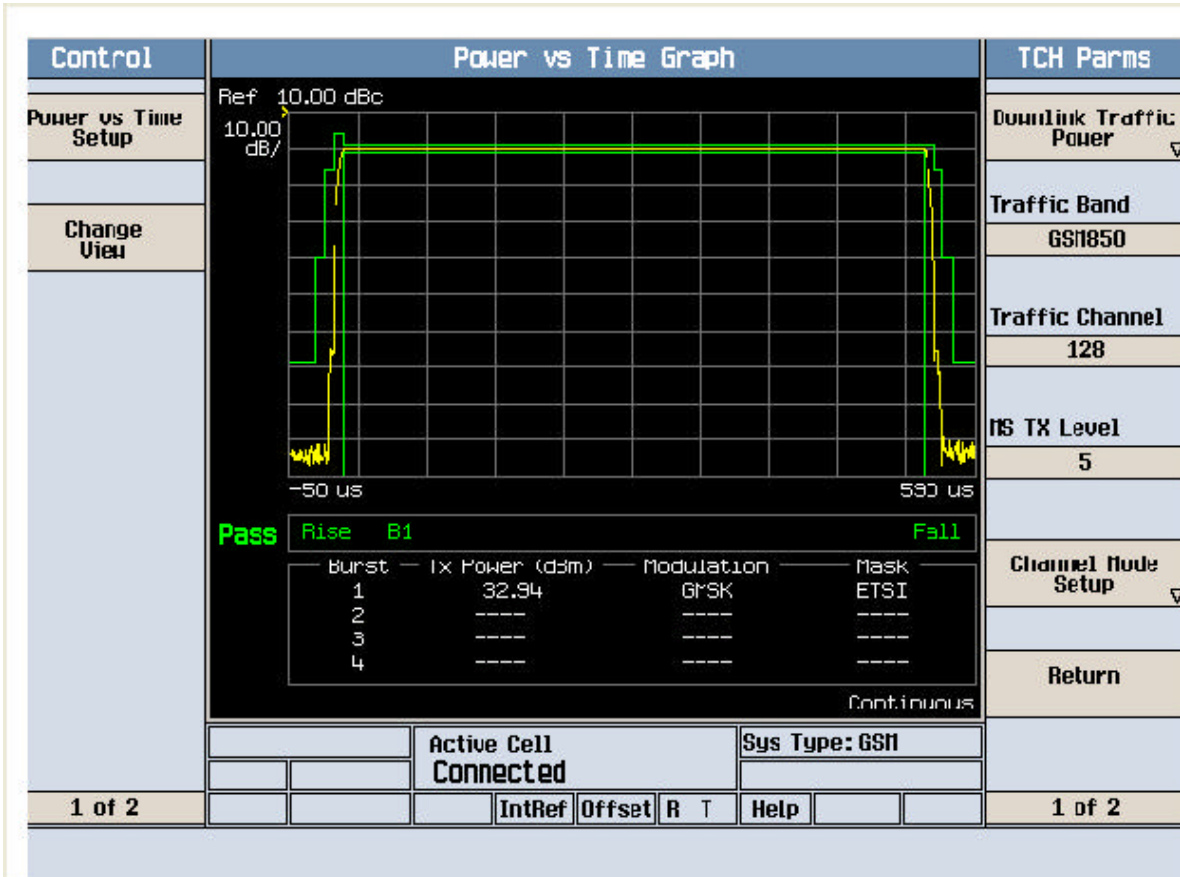 Control
Power vs Time Graph
TCH Parms
Power vs Time
Setup
Change
View
1 of 2
Ref 10.00 dBc
10.00
dB/
-50 us
590 us
Pass
Rise B1 Fall
Burst Tx Power (dBm) Modulation Mask
1 32.94 GMSK ETSI
2 ---- ---- ----
3 ---- ---- ----
4 ---- ---- ----
Continuous
Active Cell
Connected
Sys Type: GSM
IntRef Offset R T Help
Downlink Traffic
Power
Traffic Band
GSM850
Traffic Channel
128
MS TX Level
5
Channel Mode
Setup
Return
1 of 2